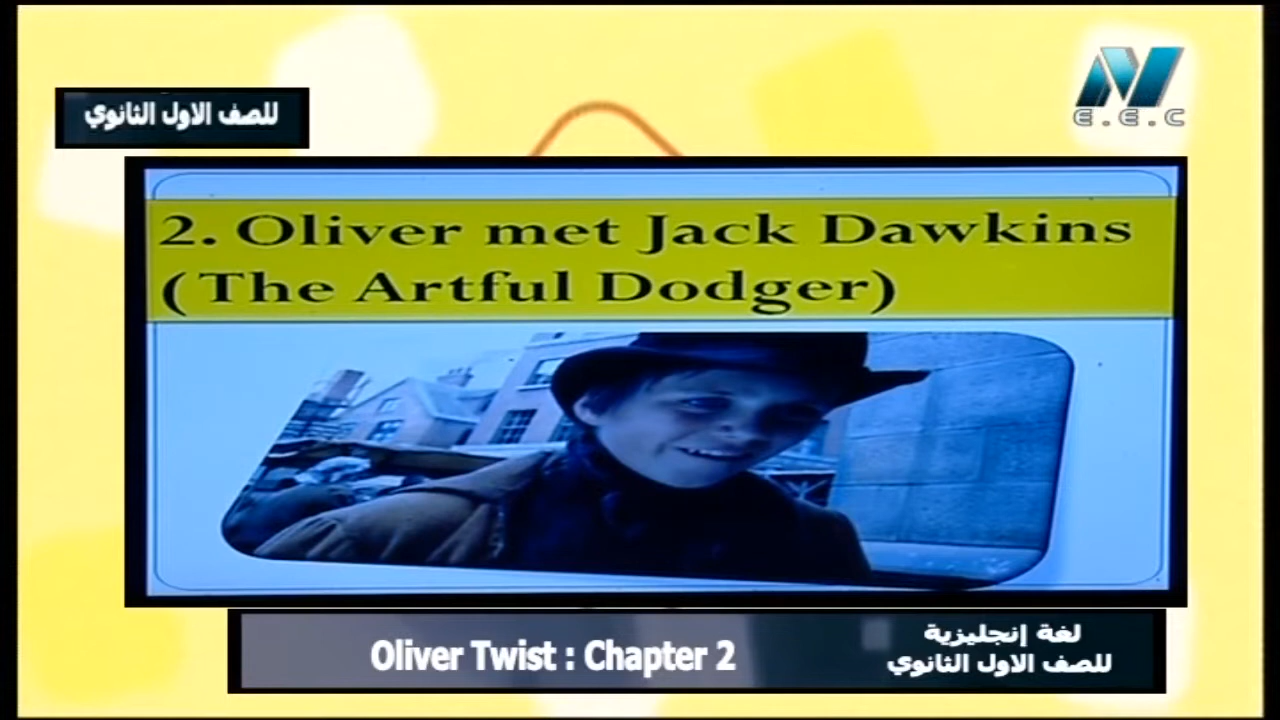 للصف الاول الثانوي
E.E.C
2. Oliver met Jack Dawkins
(The Artful Dodger)
Oliver Twist : Chapter 2
لغة إنجليزية
للصف الاول الثانوي